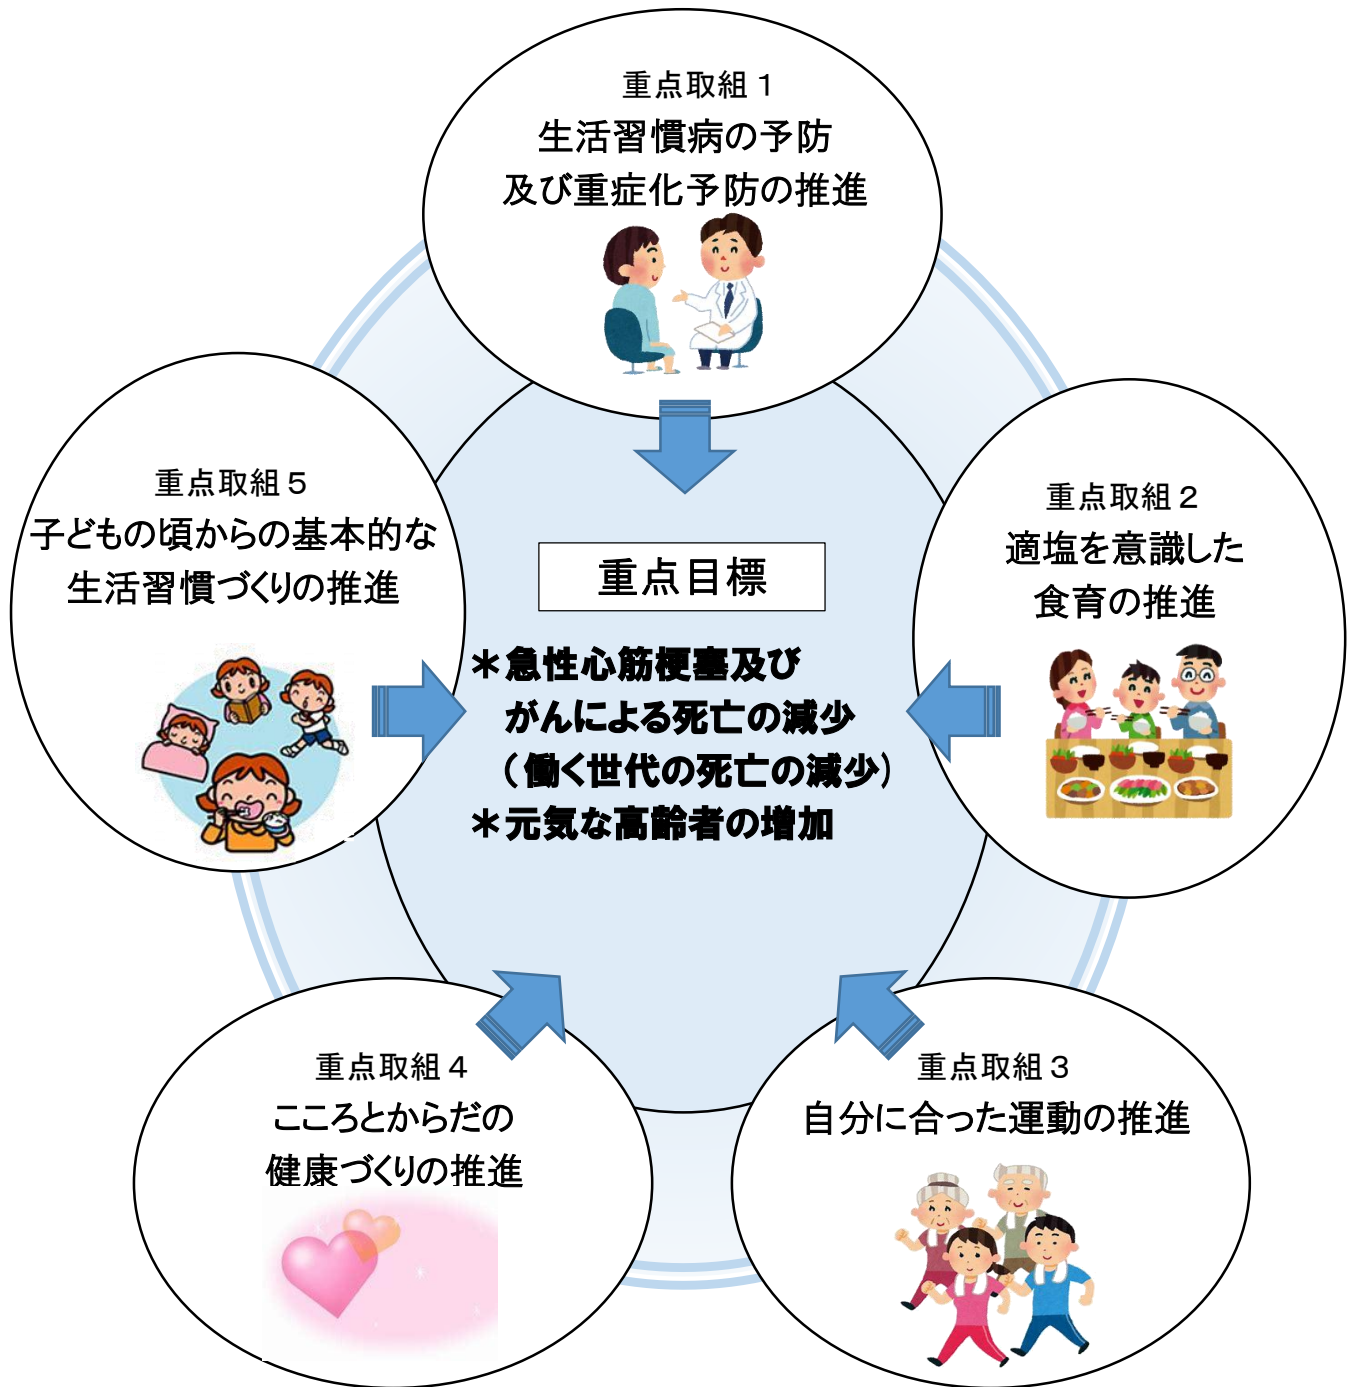 重点取組１
生活習慣病の予防
及び重症化予防の推進
重点取組２
適塩を意識した
食育の推進
重点取組３
自分に合った運動の推進
重点取組４
こころとからだの
健康づくりの推進
重点取組５
子どもの頃からの基本的な
生活習慣づくりの推進
重点目標
＊急性心筋梗塞及び
がんによる死亡の減少
（働く世代の死亡の減少）
＊元気な高齢者の増加